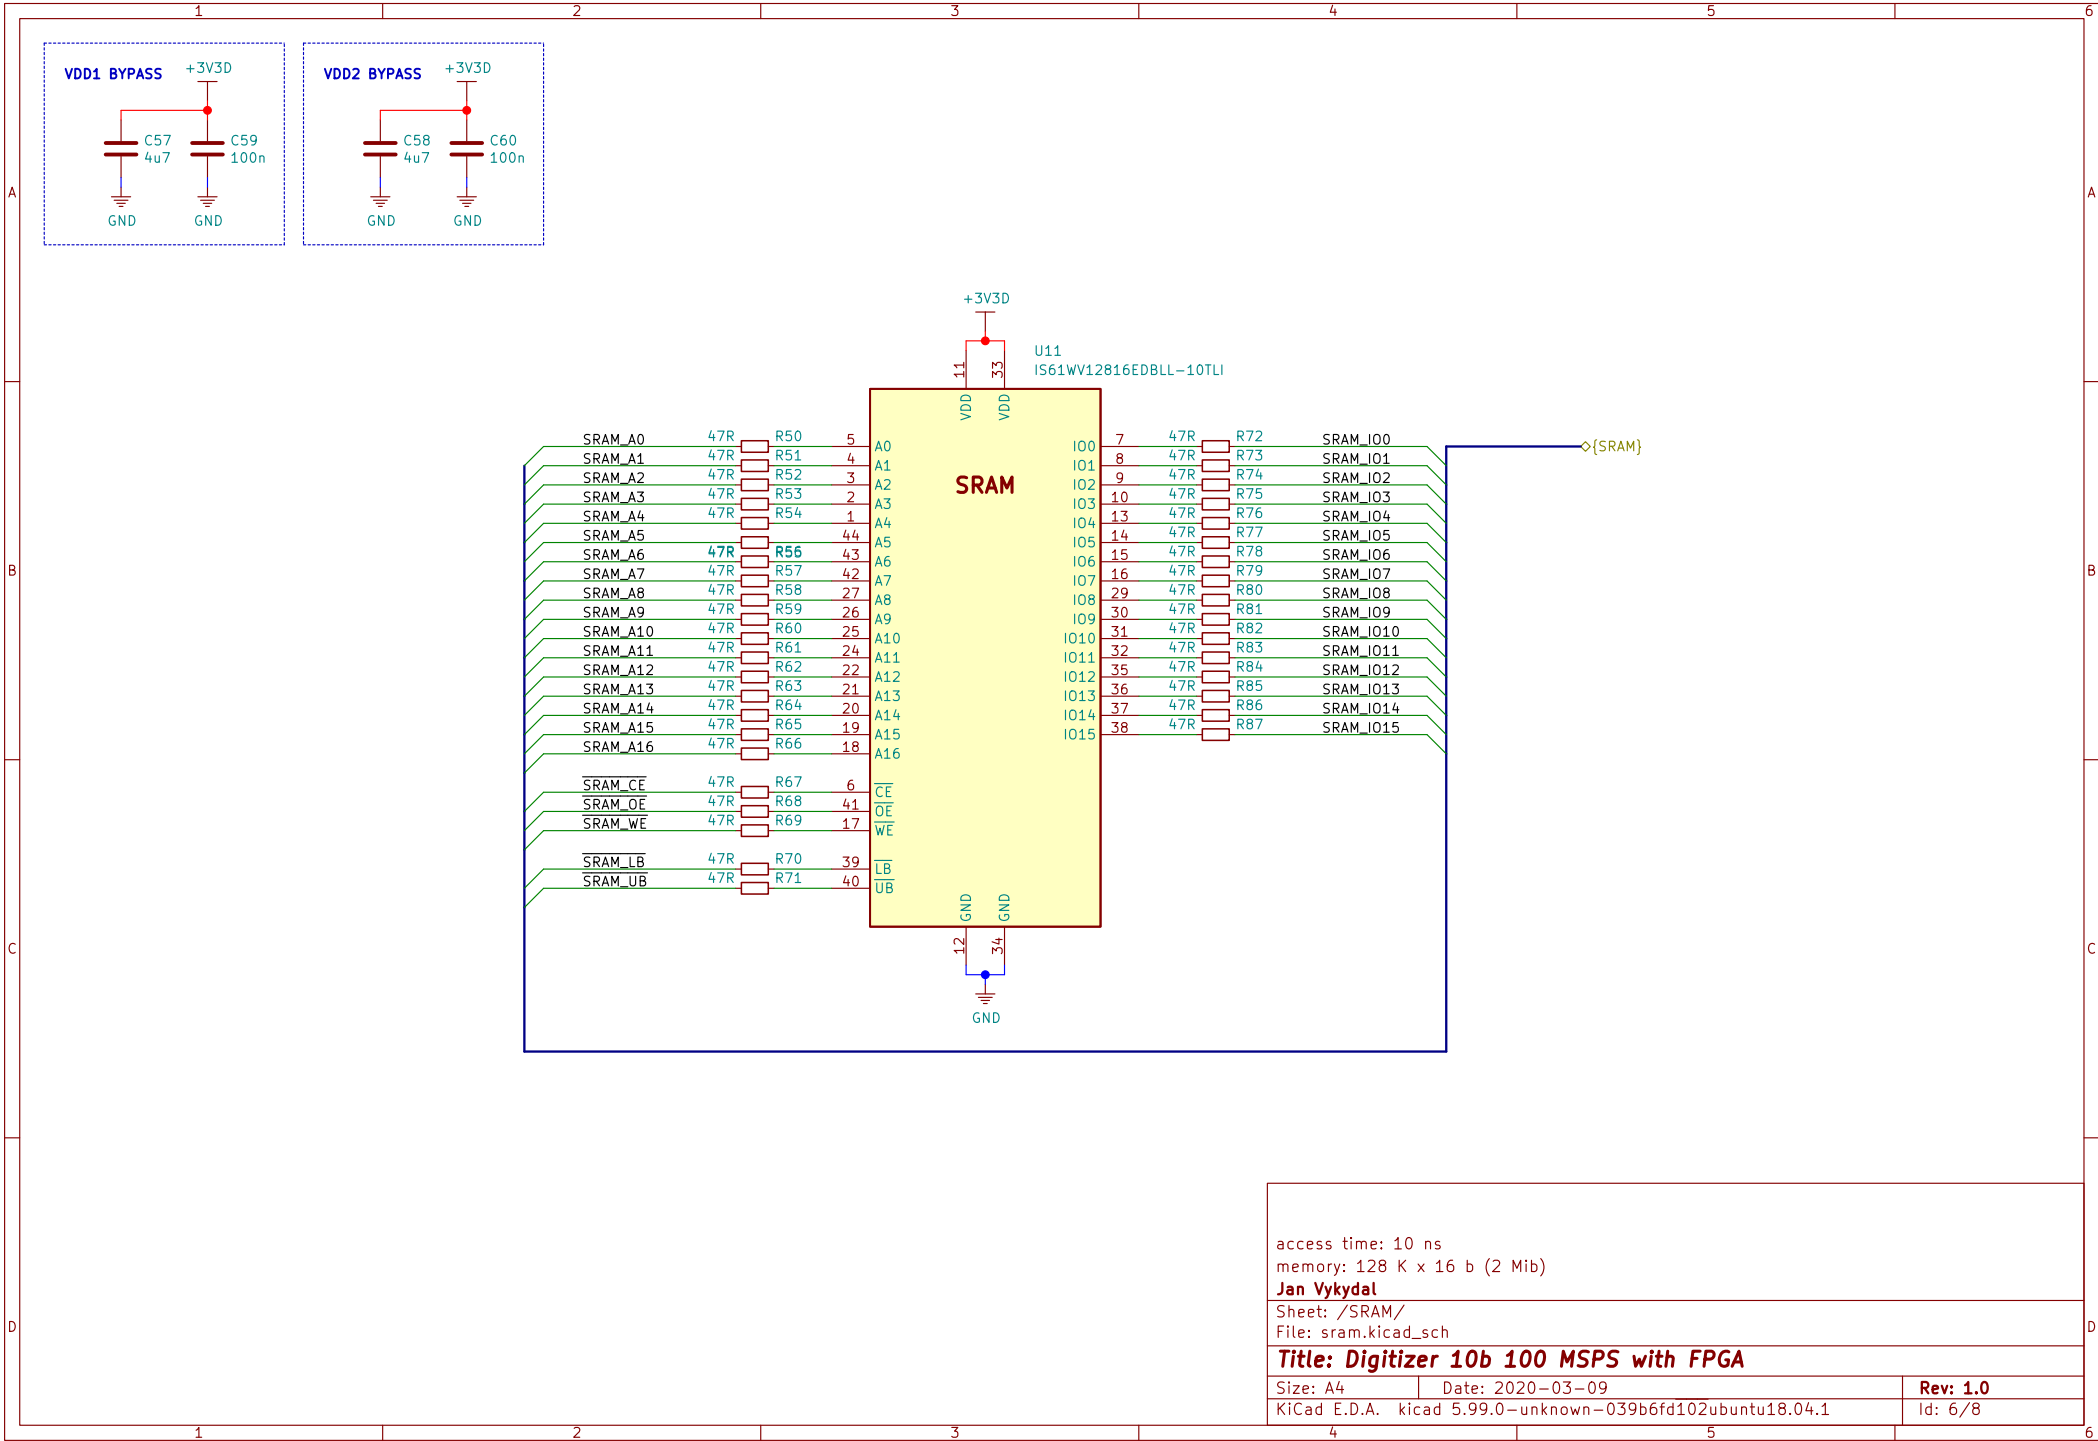 1 2 3 4 5 6
VDD1 BYPASS +3V3D
C57 4u7 C59 100n
GND GND
VDD2 BYPASS +3V3D
C58 4u7 C60 100n
GND GND
A A
+3V3D
U11
IS61WV12816EDBLL-10TLI
11 33
VDD VDD
SRAM
SRAM_A0 47R R50 5 A0
SRAM_A1 47R R51 4 A1
SRAM_A2 47R R52 3 A2
SRAM_A3 47R R53 2 A3
SRAM_A4 47R R54 1 A4
SRAM_A5 44 A5
SRAM_A6 47R R56 43 A6
SRAM_A7 47R R57 42 A7
SRAM_A8 47R R58 27 A8
SRAM_A9 47R R59 26 A9
SRAM_A10 47R R60 25 A10
SRAM_A11 47R R61 24 A11
SRAM_A12 47R R62 22 A12
SRAM_A13 47R R63 21 A13
SRAM_A14 47R R64 20 A14
SRAM_A15 47R R65 19 A15
SRAM_A16 47R R66 18 A16
SRAM_CE 47R R67 6 CE
SRAM_OE 47R R68 41 OE
SRAM_WE 47R R69 17 WE
SRAM_LB 47R R70 39 LB
SRAM_UB 47R R71 40 UB
IO0 7 47R R72 SRAM_IO0
IO1 8 47R R73 SRAM_IO1
IO2 9 47R R74 SRAM_IO2
IO3 10 47R R75 SRAM_IO3
IO4 13 47R R76 SRAM_IO4
IO5 14 47R R77 SRAM_IO5
IO6 15 47R R78 SRAM_IO6
IO7 16 47R R79 SRAM_IO7
IO8 29 47R R80 SRAM_IO8
IO9 30 47R R81 SRAM_IO9
IO10 31 47R R82 SRAM_IO10
IO11 32 47R R83 SRAM_IO11
IO12 35 47R R84 SRAM_IO12
IO13 36 47R R85 SRAM_IO13
IO14 37 47R R86 SRAM_IO14
IO15 38 47R R87 SRAM_IO15
{SRAM}
B B
GND GND
12 34
GND
C C
access time: 10 ns
memory: 128 K x 16 b (2 Mib)
Jan Vykydal
Sheet: /SRAM/
File: sram.kicad_sch
Title: Digitizer 10b 100 MSPS with FPGA
Size: A4 Date: 2020-03-09 Rev: 1.0
KiCad E.D.A. kicad 5.99.0-unknown-039b6fd102ubuntu18.04.1 Id: 6/8
D D
1 2 3 4 5 6